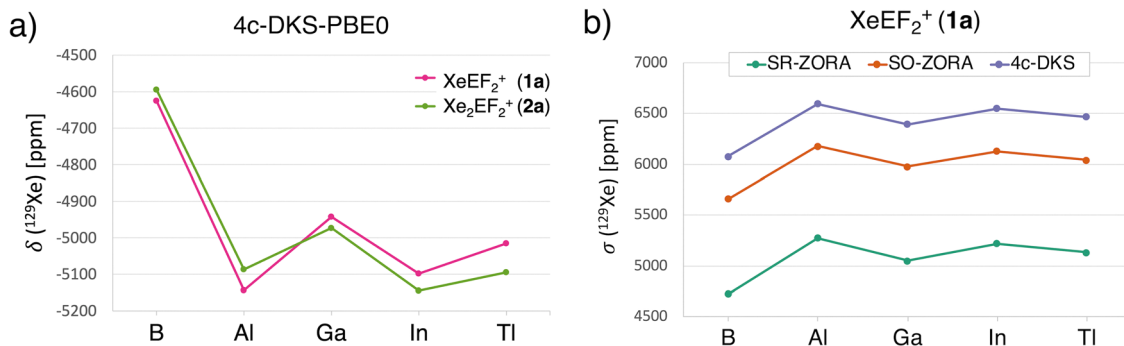 a)
4c-DKS-PBE0
-4500
-4600
-4700
-4800
-4900
-5000
-5100
-5200
δ (¹²⁹Xe) [ppm]
XeEF₂⁺ (1a)
Xe₂EF₂⁺ (2a)
B Al Ga In Tl
b)
XeEF₂⁺ (1a)
SR-ZORA SO-ZORA 4c-DKS
7000
6500
6000
5500
5000
4500
σ (¹²⁹Xe) [ppm]
B Al Ga In Tl